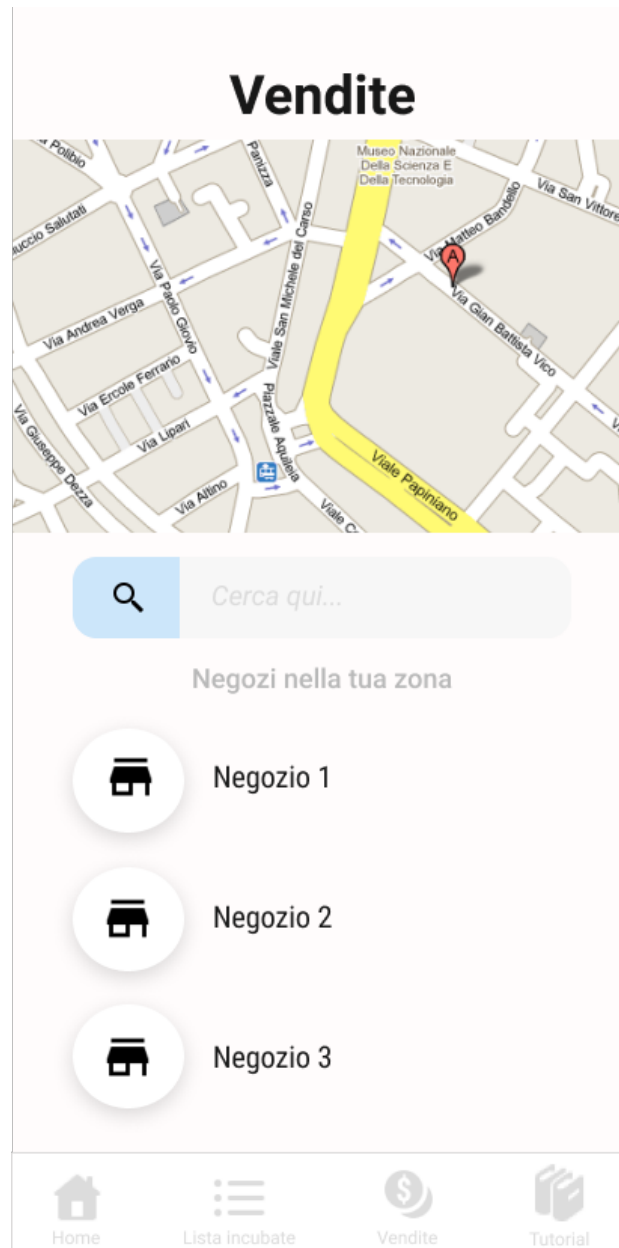 Vendite
Polibio
Panizza
Museo Nazionale
Della Scienza E
Della Tecnologia
Via San Vittore
uccio Salutati
Via Matteo Bandello
A
Viale San Michele del Carso
Via Paolo Giovio
Via Andrea Verga
Via Gian Battista Vico
Via Ercole Ferrario
Piazzale Aquileia
Via Lipari
Via Giuseppe Dezza
Viale Papiniano
Via Altino
Cerca qui...
Negozi nella tua zona
Negozio 1
Negozio 2
Negozio 3
Home
Lista incubate
Vendite
Tutorial